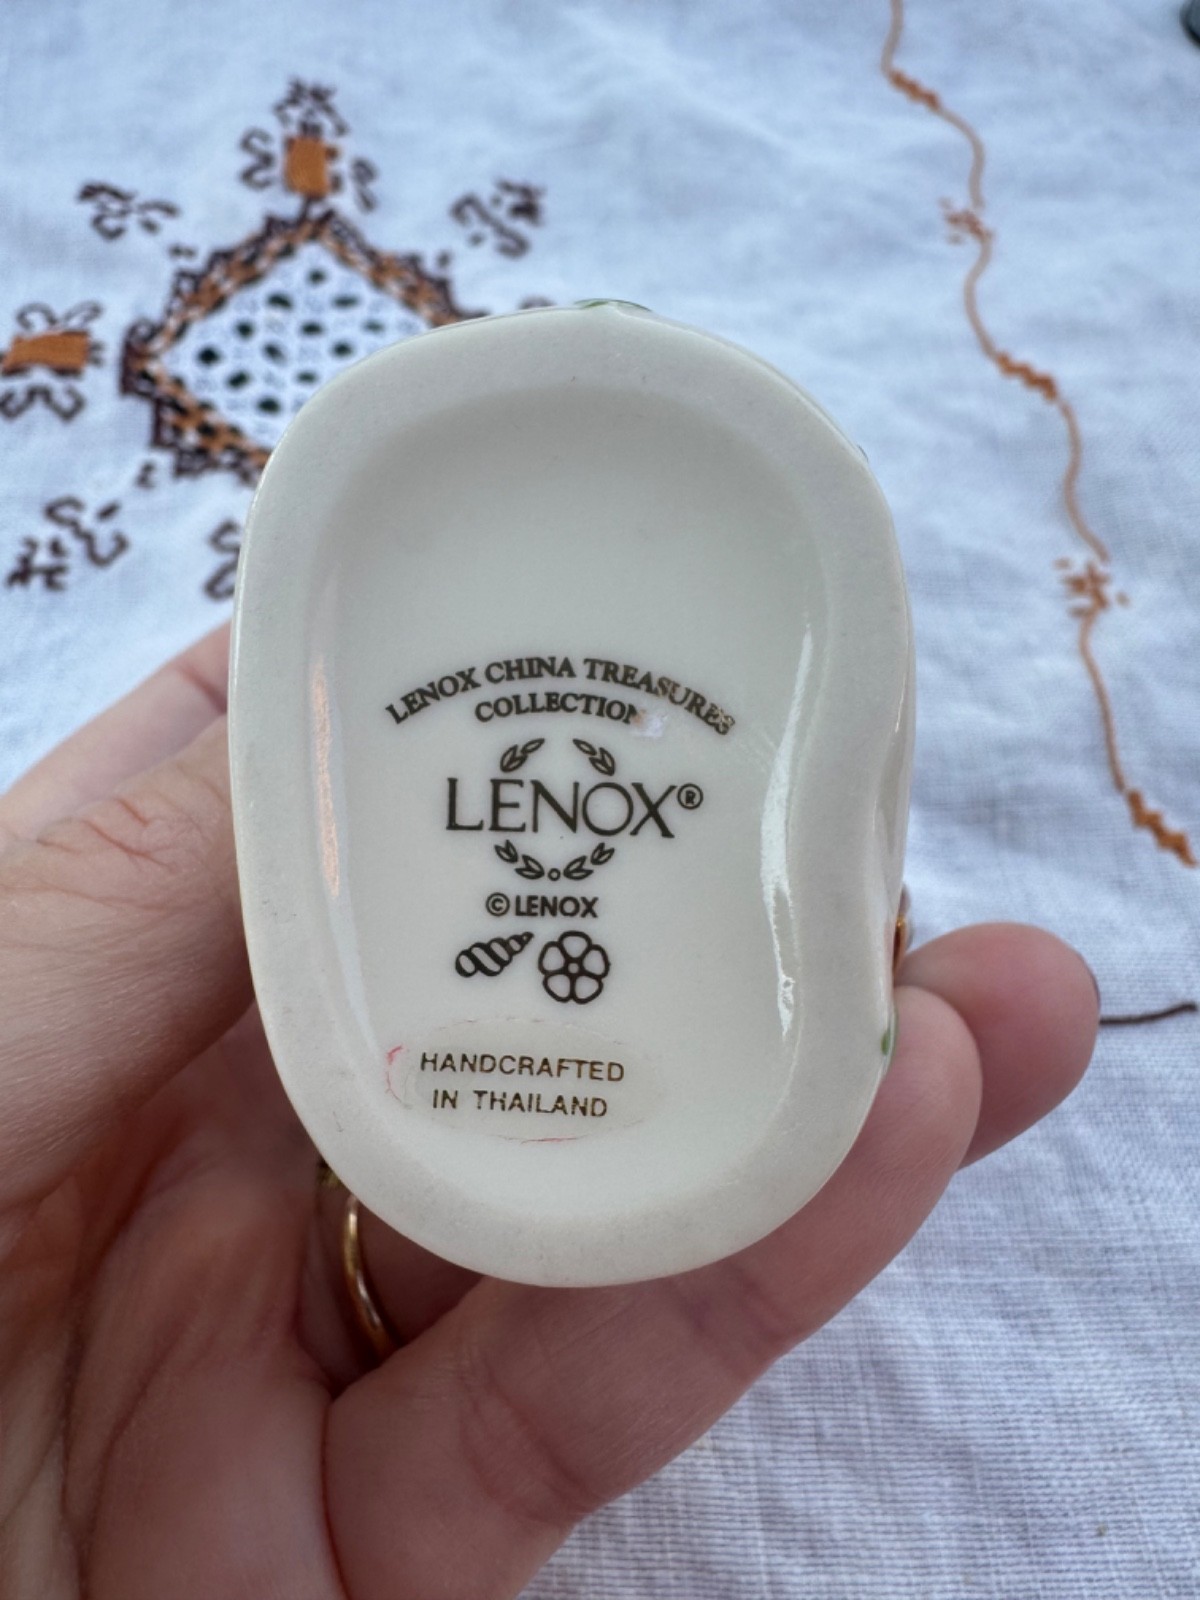 LENOX CHINA TREASURES
COLLECTION
LENOX®
© LENOX
HANDCRAFTED
IN THAILAND